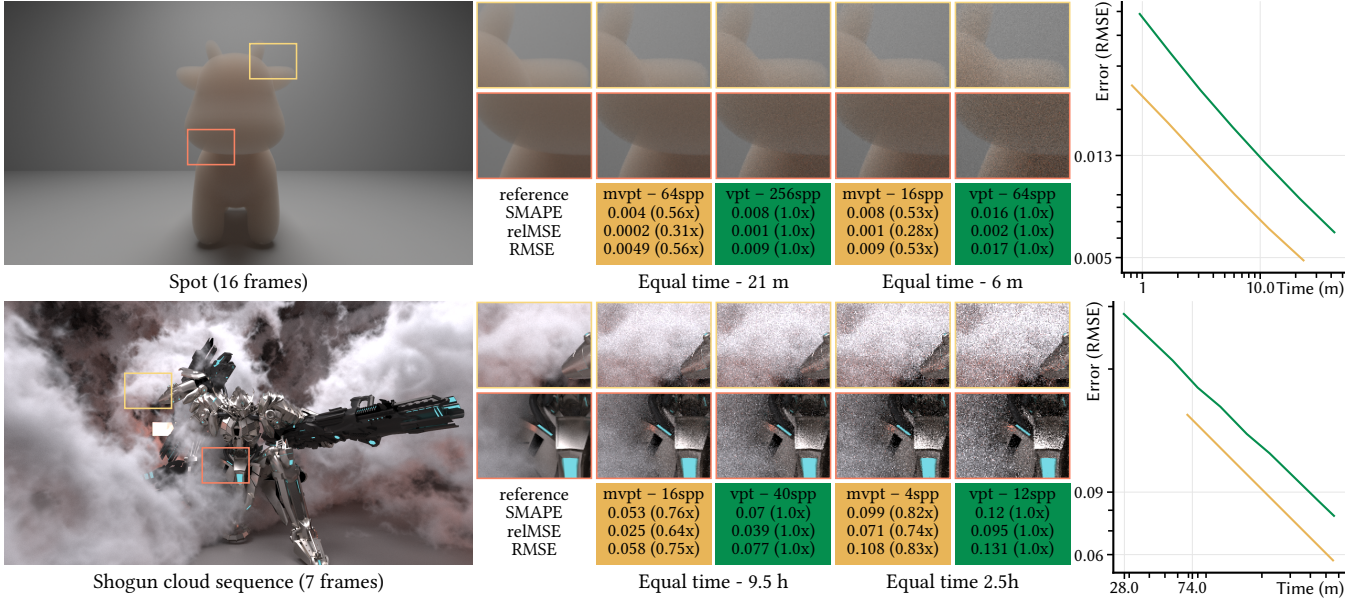 reference mvpt – 64spp vpt – 256spp mvpt – 16spp vpt – 64spp
SMAPE 0.004 (0.56x) 0.008 (1.0x) 0.008 (0.53x) 0.016 (1.0x)
relMSE 0.0002 (0.31x) 0.001 (1.0x) 0.001 (0.28x) 0.002 (1.0x)
RMSE 0.0049 (0.56x) 0.009 (1.0x) 0.009 (0.53x) 0.017 (1.0x)
Spot (16 frames)
Equal time - 21 m
Equal time - 6 m
Error (RMSE)
0.013
0.005
1 10.0 Time (m)
reference mvpt – 16spp vpt – 40spp mvpt – 4spp vpt – 12spp
SMAPE 0.053 (0.76x) 0.07 (1.0x) 0.099 (0.82x) 0.12 (1.0x)
relMSE 0.025 (0.64x) 0.039 (1.0x) 0.071 (0.74x) 0.095 (1.0x)
RMSE 0.058 (0.75x) 0.077 (1.0x) 0.108 (0.83x) 0.131 (1.0x)
Shogun cloud sequence (7 frames)
Equal time - 9.5 h
Equal time 2.5h
Error (RMSE)
0.09
0.06
28.0 74.0 Time (m)